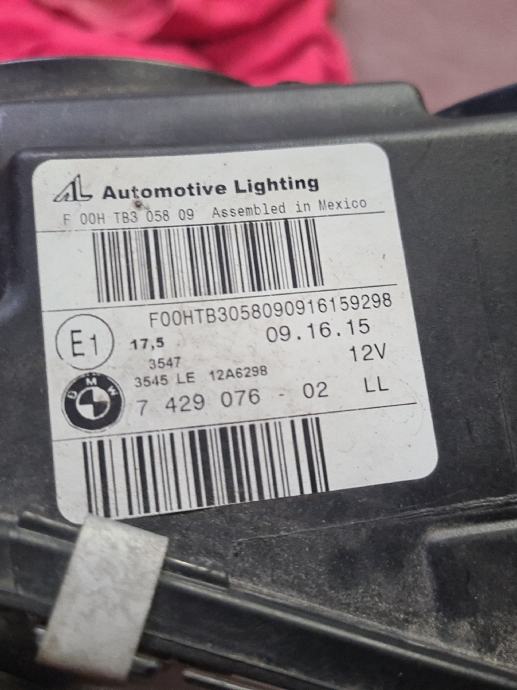 AL Automotive Lighting
F 00H TB3 058 09 Assembled in Mexico
F00HTB3058090916159298
E1 17,5 09.16.15
3547 12V
3545 LE 12A6298
BMW 7 429 076 - 02 LL